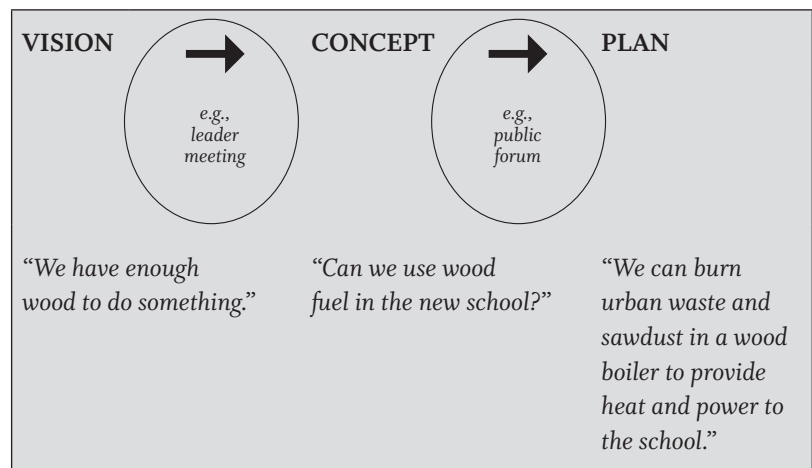 VISION
CONCEPT
PLAN
e.g.,
leader
meeting
e.g.,
public
forum
“We have enough
wood to do something.”
“Can we use wood
fuel in the new school?”
“We can burn
urban waste and
sawdust in a wood
boiler to provide
heat and power to
the school.”